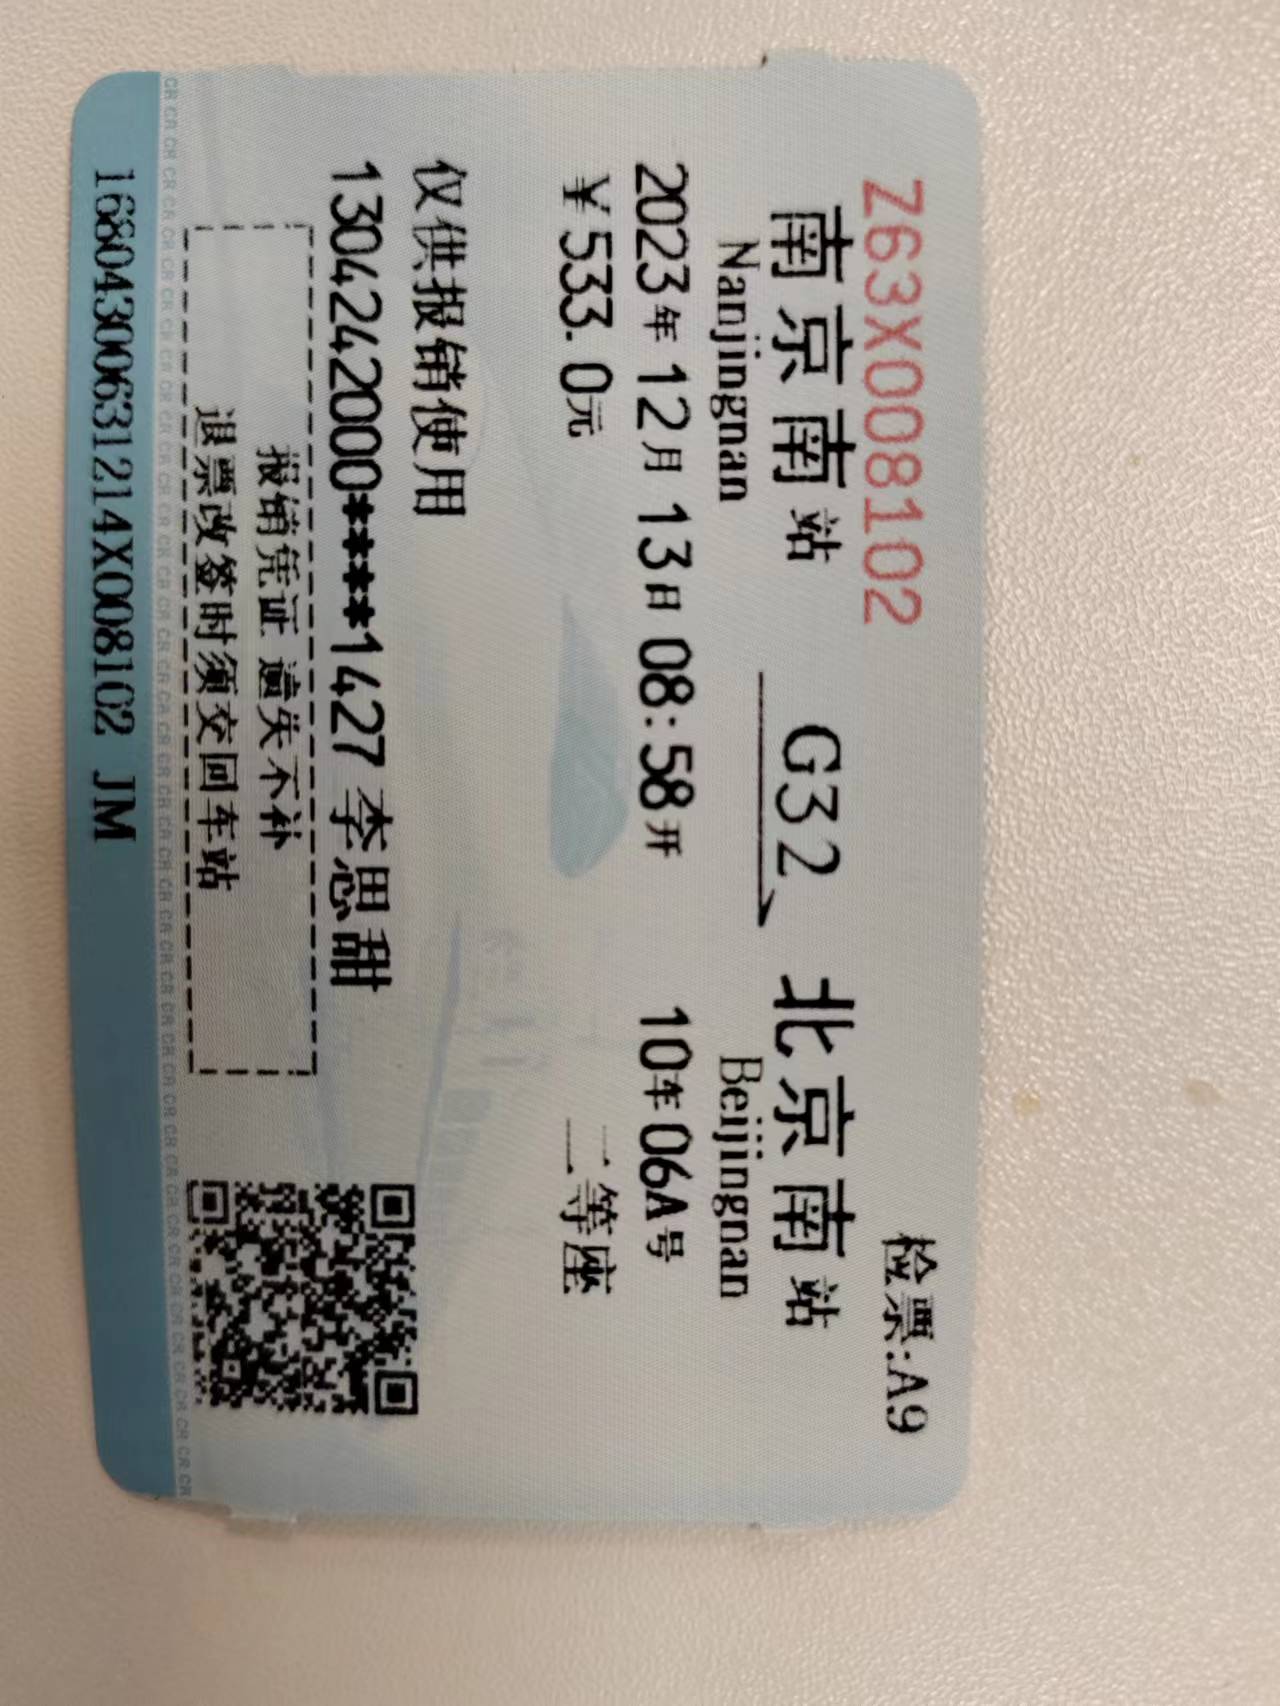 Z63X008102 检票:A9
南京南站 G32 北京南站
Nanjingnan Beijingnan
2023年12月13日08:58开 10车06A号
￥533.0元 二等座
仅供报销使用
1304242000****1427 李思甜
报销凭证 遗失不补
退票改签时须交回车站
16804300631214X008102 JM